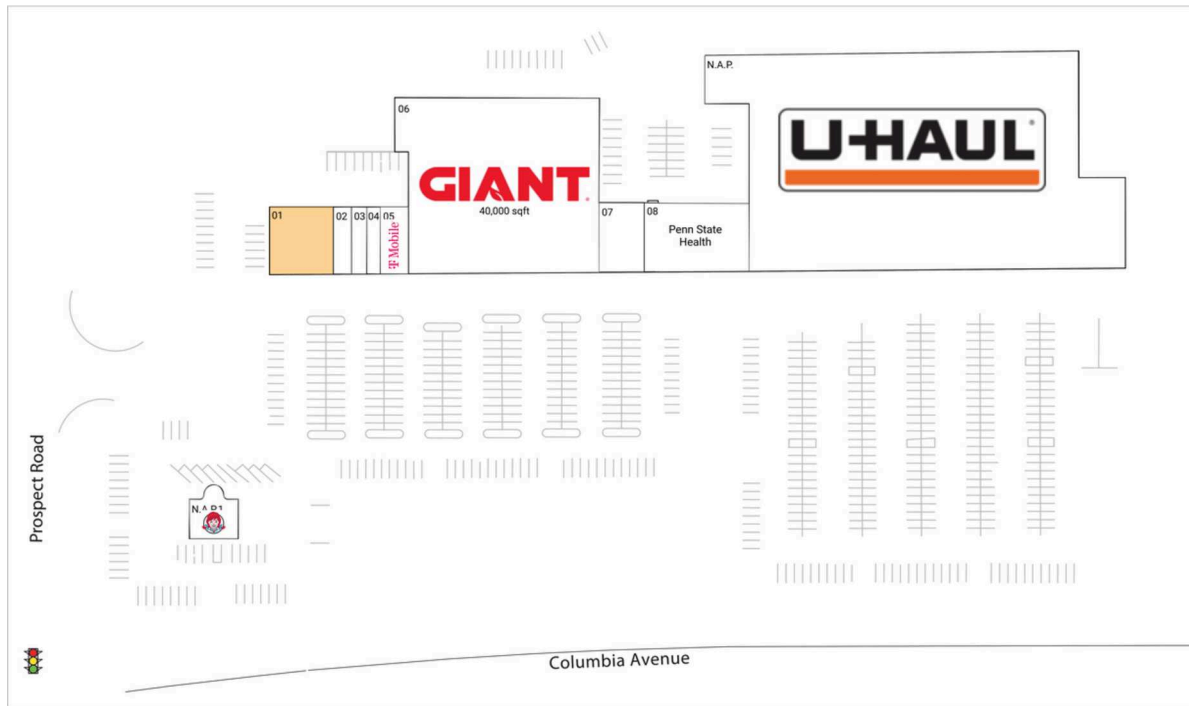 N.A.P.
U-HAUL
06
GIANT
40,000 sqft
01
02
03
04
05
T Mobile
07
08
Penn State
Health
Prospect Road
N.A.P1
Columbia Avenue